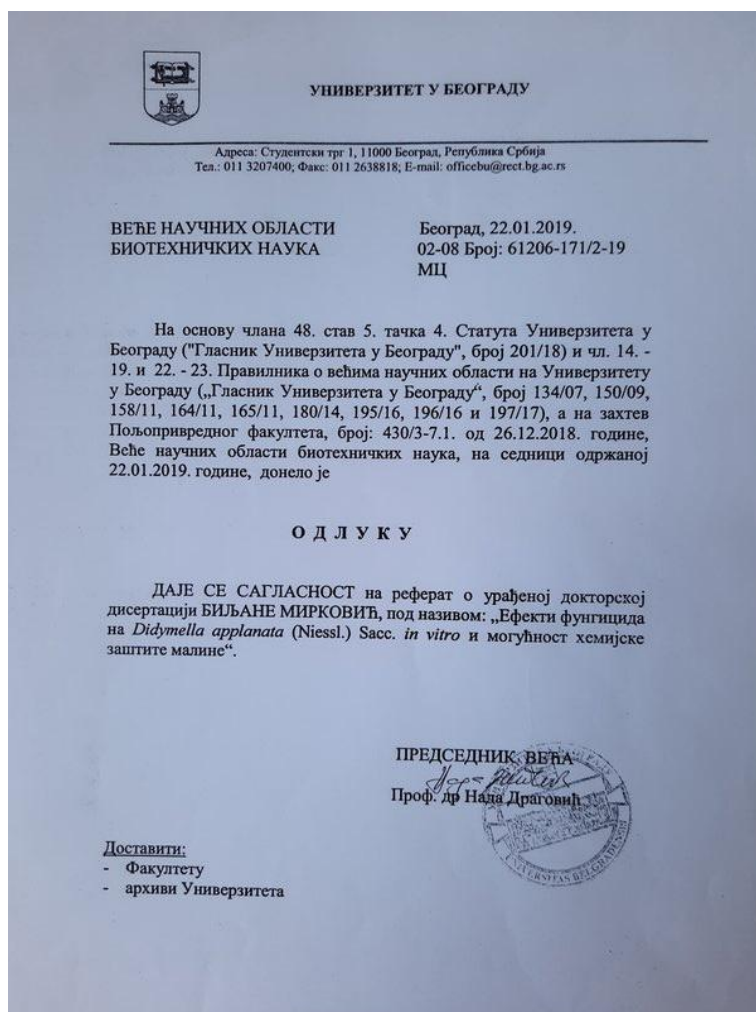 УНИВЕРЗИТЕТ У БЕОГРАДУ
Адреса: Студентски трг 1, 11000 Београд, Република Србија
Тел.: 011 3207400; Факс: 011 2638818; E-mail: officebu@rect.bg.ac.rs
ВЕЋЕ НАУЧНИХ ОБЛАСТИ
БИОТЕХНИЧКИХ НАУКА
Београд, 22.01.2019.
02-08 Број: 61206-171/2-19
МЦ
На основу члана 48. став 5. тачка 4. Статута Универзитета у
Београду ("Гласник Универзитета у Београду", број 201/18) и чл. 14. -
19. и 22. - 23. Правилника о већима научних области на Универзитету
у Београду („Гласник Универзитета у Београду“, број 134/07, 150/09,
158/11, 164/11, 165/11, 180/14, 195/16, 196/16 и 197/17), а на захтев
Пољопривредног факултета, број: 430/3-7.1. од 26.12.2018. године,
Веће научних области биотехничких наука, на седници одржаној
22.01.2019. године, донело је
О Д Л У К У
ДАЈЕ СЕ САГЛАСНОСТ на реферат о урађеној докторској
дисертацији БИЉАНЕ МИРКОВИЋ, под називом: „Ефекти фунгицида
на Didymella applanata (Niessl.) Sacc. in vitro и могућност хемијске
заштите малине“.
ПРЕДСЕДНИК ВЕЋА
Проф. др Нада Драговић
UNIVERSITAS BELGRADENSIS
Доставити:
- Факултету
- архиви Универзитета